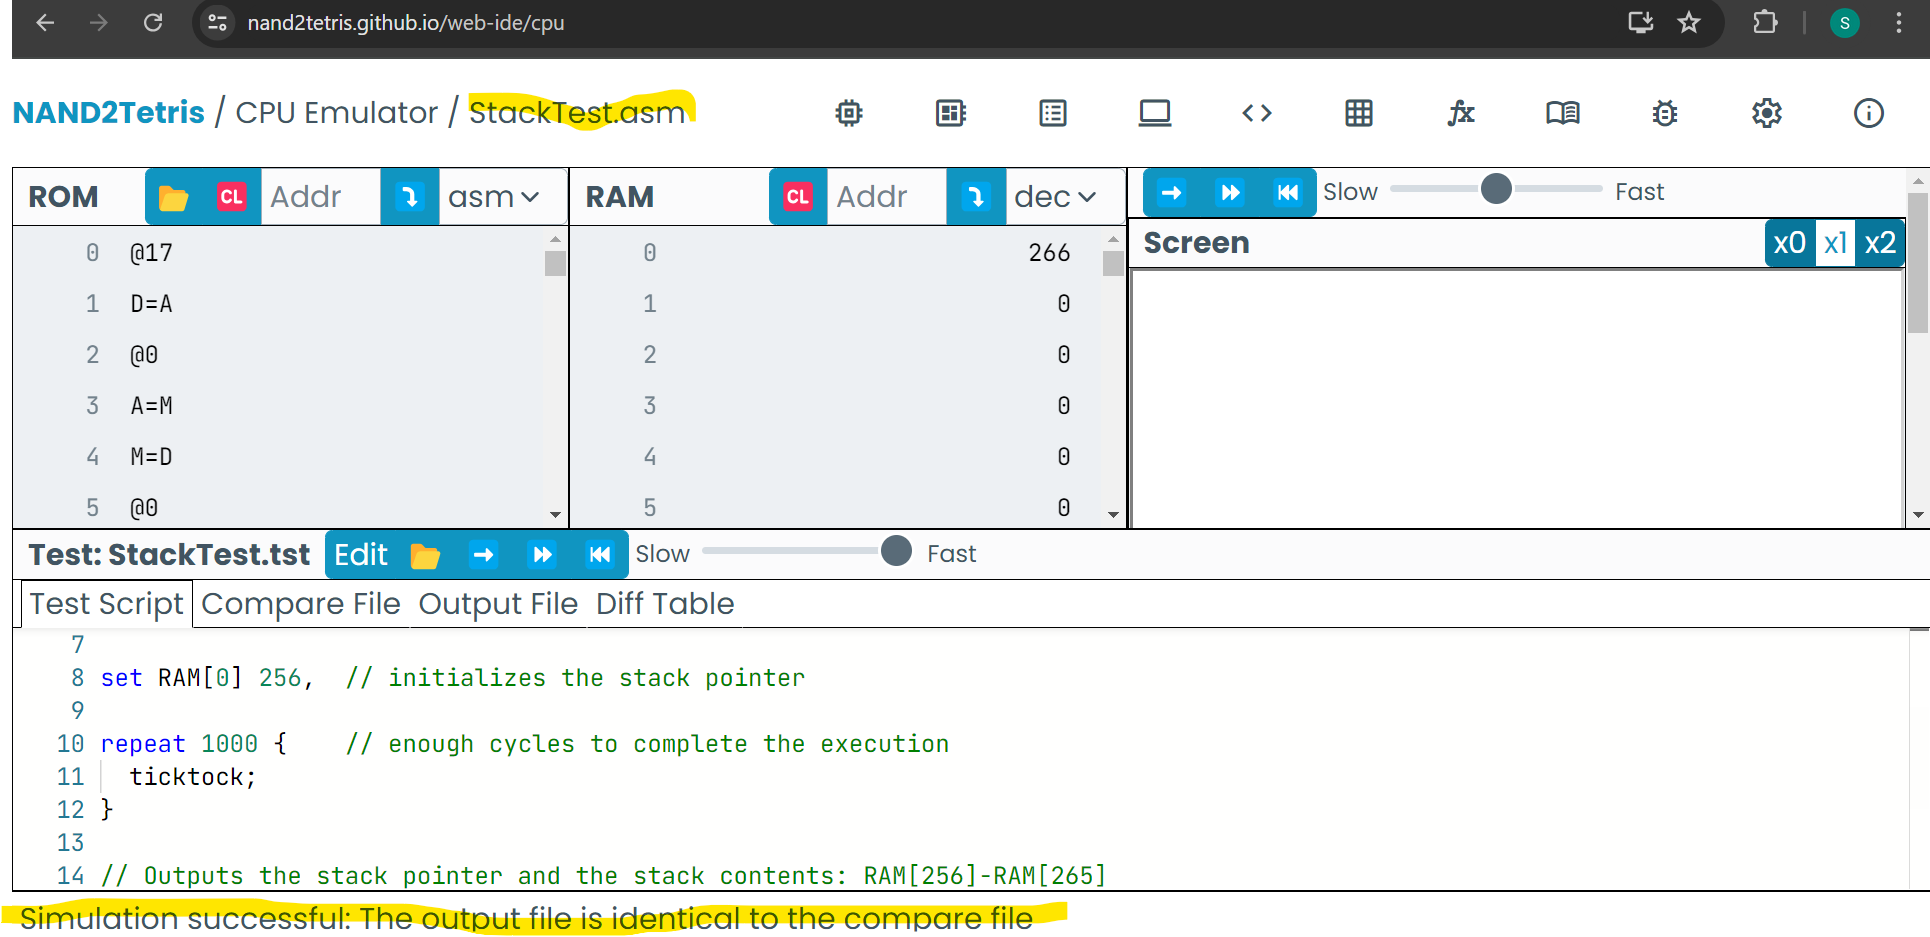 nand2tetris.github.io/web-ide/cpu
S
NAND2Tetris / CPU Emulator / StackTest.asm
ROM CL Addr asm
0 @17
1 D=A
2 @0
3 A=M
4 M=D
5 @0
RAM CL Addr dec
0 266
1 0
2 0
3 0
4 0
5 0
Slow Fast
Screen x0 x1 x2
Test: StackTest.tst Edit Slow Fast
Test Script Compare File Output File Diff Table
7
8 set RAM[0] 256,  // initializes the stack pointer
9
10 repeat 1000 {    // enough cycles to complete the execution
11   ticktock;
12 }
13
14 // Outputs the stack pointer and the stack contents: RAM[256]-RAM[265]
Simulation successful: The output file is identical to the compare file